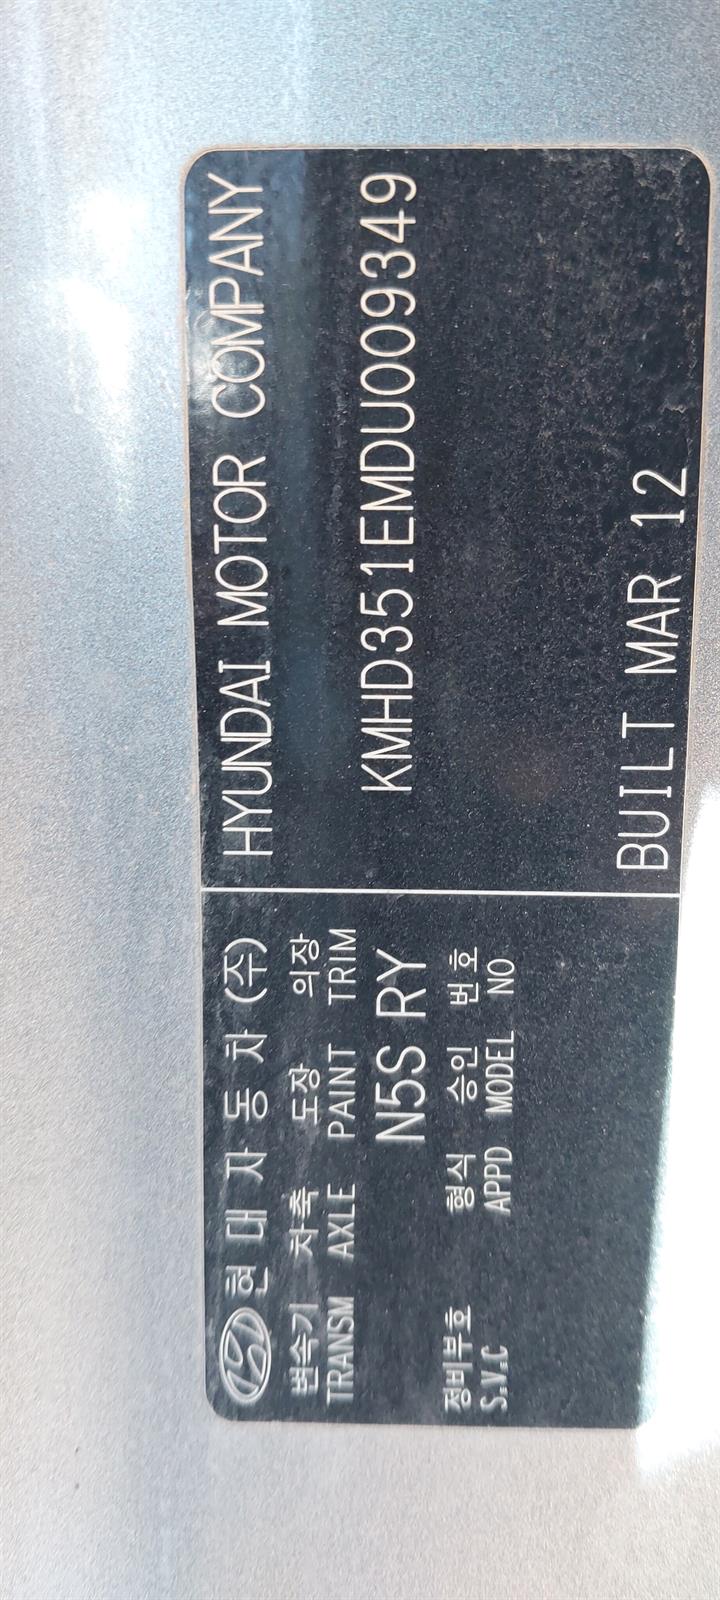 현대자동차(주) HYUNDAI MOTOR COMPANY
변속기 차축 도장 의장
TRANSM AXLE PAINT TRIM
N5S RY
KMHD351EMDU009349
정비부호 형식 승인 번호
S.V.C APPD MODEL NO
BUILT MAR 12